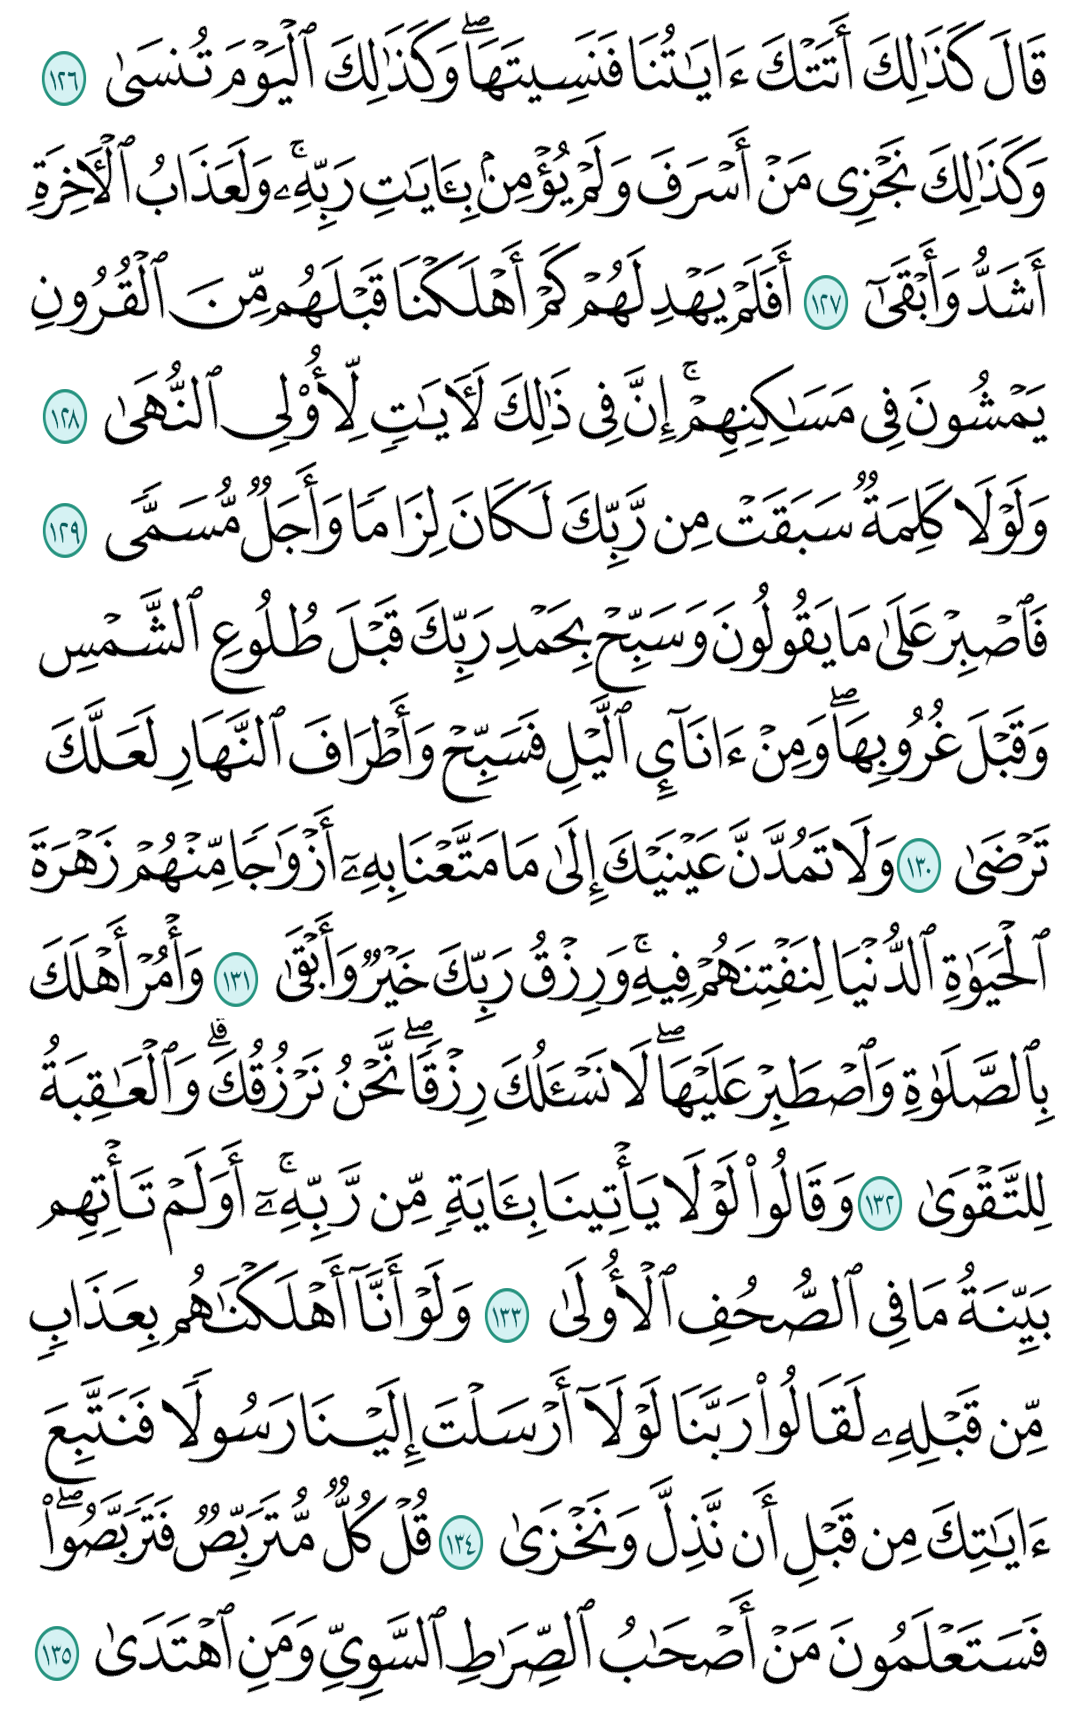 قَالَ كَذَٰلِكَ أَتَتْكَ ءَايَـٰتُنَا فَنَسِيتَهَا ۖ وَكَذَٰلِكَ ٱلْيَوْمَ تُنسَىٰ ١٢٦
وَكَذَٰلِكَ نَجْزِى مَنْ أَسْرَفَ وَلَمْ يُؤْمِنۢ بِـَٔايَـٰتِ رَبِّهِۦ ۚ وَلَعَذَابُ ٱلْـَٔاخِرَةِ
أَشَدُّ وَأَبْقَىٰٓ ١٢٧ أَفَلَمْ يَهْدِ لَهُمْ كَمْ أَهْلَكْنَا قَبْلَهُم مِّنَ ٱلْقُرُونِ
يَمْشُونَ فِى مَسَـٰكِنِهِمْ ۚ إِنَّ فِى ذَٰلِكَ لَـَٔايَـٰتٍ لِّأُو۟لِى ٱلنُّهَىٰ ١٢٨
وَلَوْلَا كَلِمَةٌ سَبَقَتْ مِن رَّبِّكَ لَكَانَ لِزَامًا وَأَجَلٌ مُّسَمًّى ١٢٩
فَٱصْبِرْ عَلَىٰ مَا يَقُولُونَ وَسَبِّحْ بِحَمْدِ رَبِّكَ قَبْلَ طُلُوعِ ٱلشَّمْسِ
وَقَبْلَ غُرُوبِهَا ۖ وَمِنْ ءَانَآئِ ٱلَّيْلِ فَسَبِّحْ وَأَطْرَافَ ٱلنَّهَارِ لَعَلَّكَ
تَرْضَىٰ ١٣٠ وَلَا تَمُدَّنَّ عَيْنَيْكَ إِلَىٰ مَا مَتَّعْنَا بِهِۦٓ أَزْوَٰجًا مِّنْهُمْ زَهْرَةَ
ٱلْحَيَوٰةِ ٱلدُّنْيَا لِنَفْتِنَهُمْ فِيهِ ۚ وَرِزْقُ رَبِّكَ خَيْرٌ وَأَبْقَىٰ ١٣١ وَأْمُرْ أَهْلَكَ
بِٱلصَّلَوٰةِ وَٱصْطَبِرْ عَلَيْهَا ۖ لَا نَسْـَٔلُكَ رِزْقًا ۖ نَّحْنُ نَرْزُقُكَ ۗ وَٱلْعَـٰقِبَةُ
لِلتَّقْوَىٰ ١٣٢ وَقَالُوا۟ لَوْلَا يَأْتِينَا بِـَٔايَةٍ مِّن رَّبِّهِۦٓ ۚ أَوَلَمْ تَأْتِهِم
بَيِّنَةُ مَا فِى ٱلصُّحُفِ ٱلْأُولَىٰ ١٣٣ وَلَوْ أَنَّآ أَهْلَكْنَـٰهُم بِعَذَابٍ
مِّن قَبْلِهِۦ لَقَالُوا۟ رَبَّنَا لَوْلَآ أَرْسَلْتَ إِلَيْنَا رَسُولًا فَنَتَّبِعَ
ءَايَـٰتِكَ مِن قَبْلِ أَن نَّذِلَّ وَنَخْزَىٰ ١٣٤ قُلْ كُلٌّ مُّتَرَبِّصٌ فَتَرَبَّصُوا۟ ۖ
فَسَتَعْلَمُونَ مَنْ أَصْحَـٰبُ ٱلصِّرَٰطِ ٱلسَّوِىِّ وَمَنِ ٱهْتَدَىٰ ١٣٥